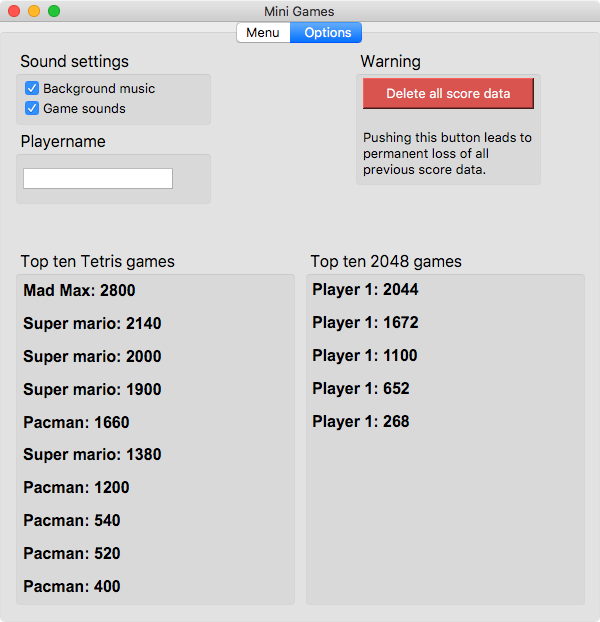 Mini Games
Menu
Options
Sound settings
Background music
Game sounds
Playername
Warning
Delete all score data
Pushing this button leads to
permanent loss of all
previous score data.
Top ten Tetris games
Mad Max: 2800
Super mario: 2140
Super mario: 2000
Super mario: 1900
Pacman: 1660
Super mario: 1380
Pacman: 1200
Pacman: 540
Pacman: 520
Pacman: 400
Top ten 2048 games
Player 1: 2044
Player 1: 1672
Player 1: 1100
Player 1: 652
Player 1: 268